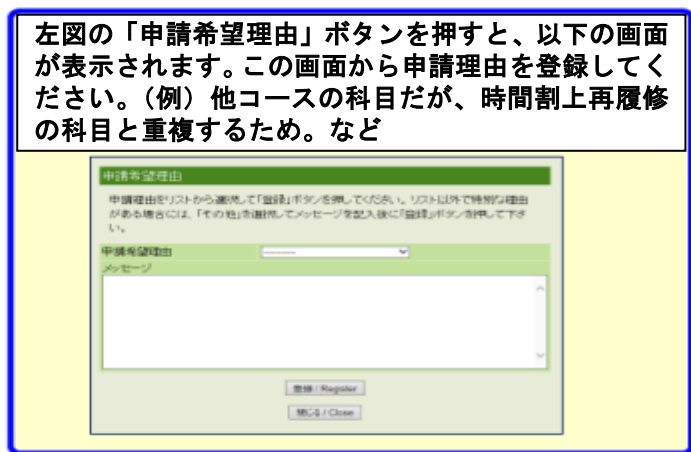 左図の「申請希望理由」ボタンを押すと、以下の画面
が表示されます。この画面から申請理由を登録してく
ださい。(例)他コースの科目だが、時間割上再履修
の科目と重複するため。など
申請希望理由
申請理由をリストから選択して「登録」ボタンを押してください。リスト以外で特別な理由
がある場合には、「その他」を選択してメッセージを記入後に「登録」ボタンを押して下さ
い。
申請希望理由
メッセージ
登録 / Register
閉じる / Close